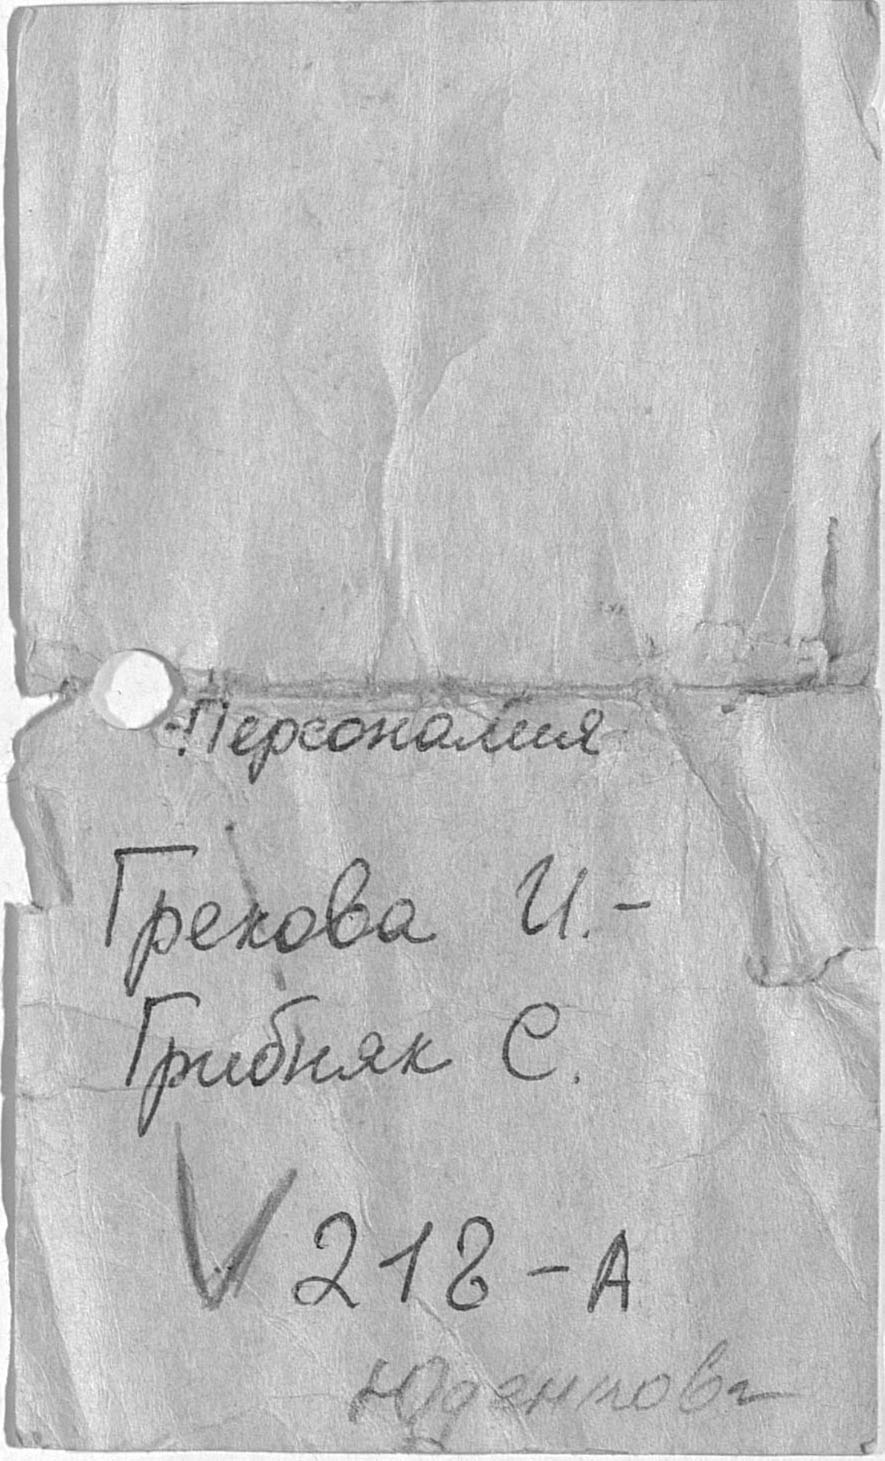 Персоналия
Грекова И.-
Грибняк С.
V 218-А